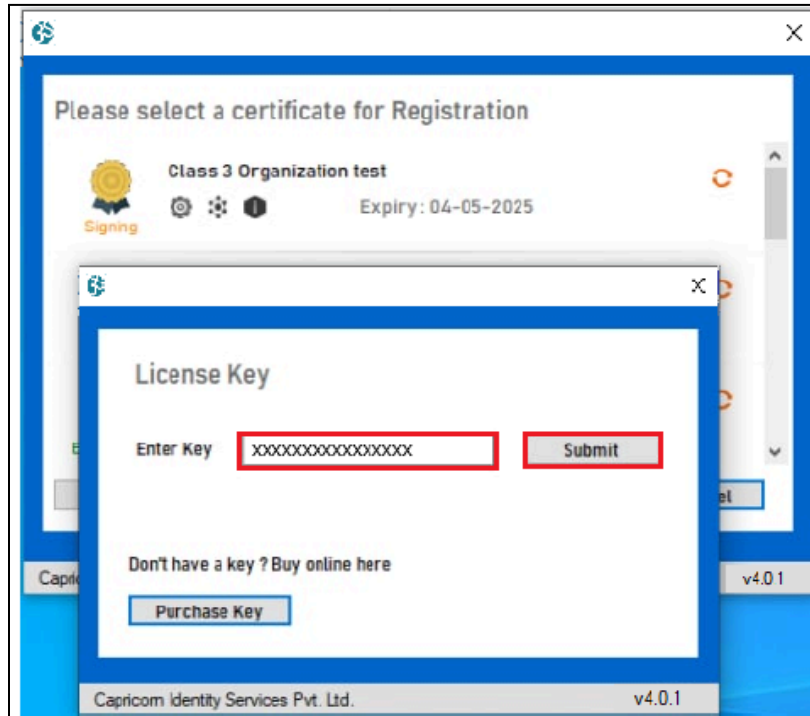 Please select a certificate for Registration
Class 3 Organization test
Expiry: 04-05-2025
Signing
License Key
Enter Key XXXXXXXXXXXXXXXX Submit
Don't have a key ? Buy online here
Purchase Key
v4.0.1
Capricorn Identity Services Pvt. Ltd. v4.0.1